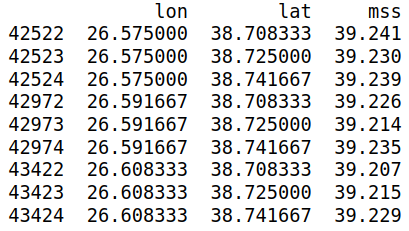 lon lat mss
42522 26.575000 38.708333 39.241
42523 26.575000 38.725000 39.230
42524 26.575000 38.741667 39.239
42972 26.591667 38.708333 39.226
42973 26.591667 38.725000 39.214
42974 26.591667 38.741667 39.235
43422 26.608333 38.708333 39.207
43423 26.608333 38.725000 39.215
43424 26.608333 38.741667 39.229